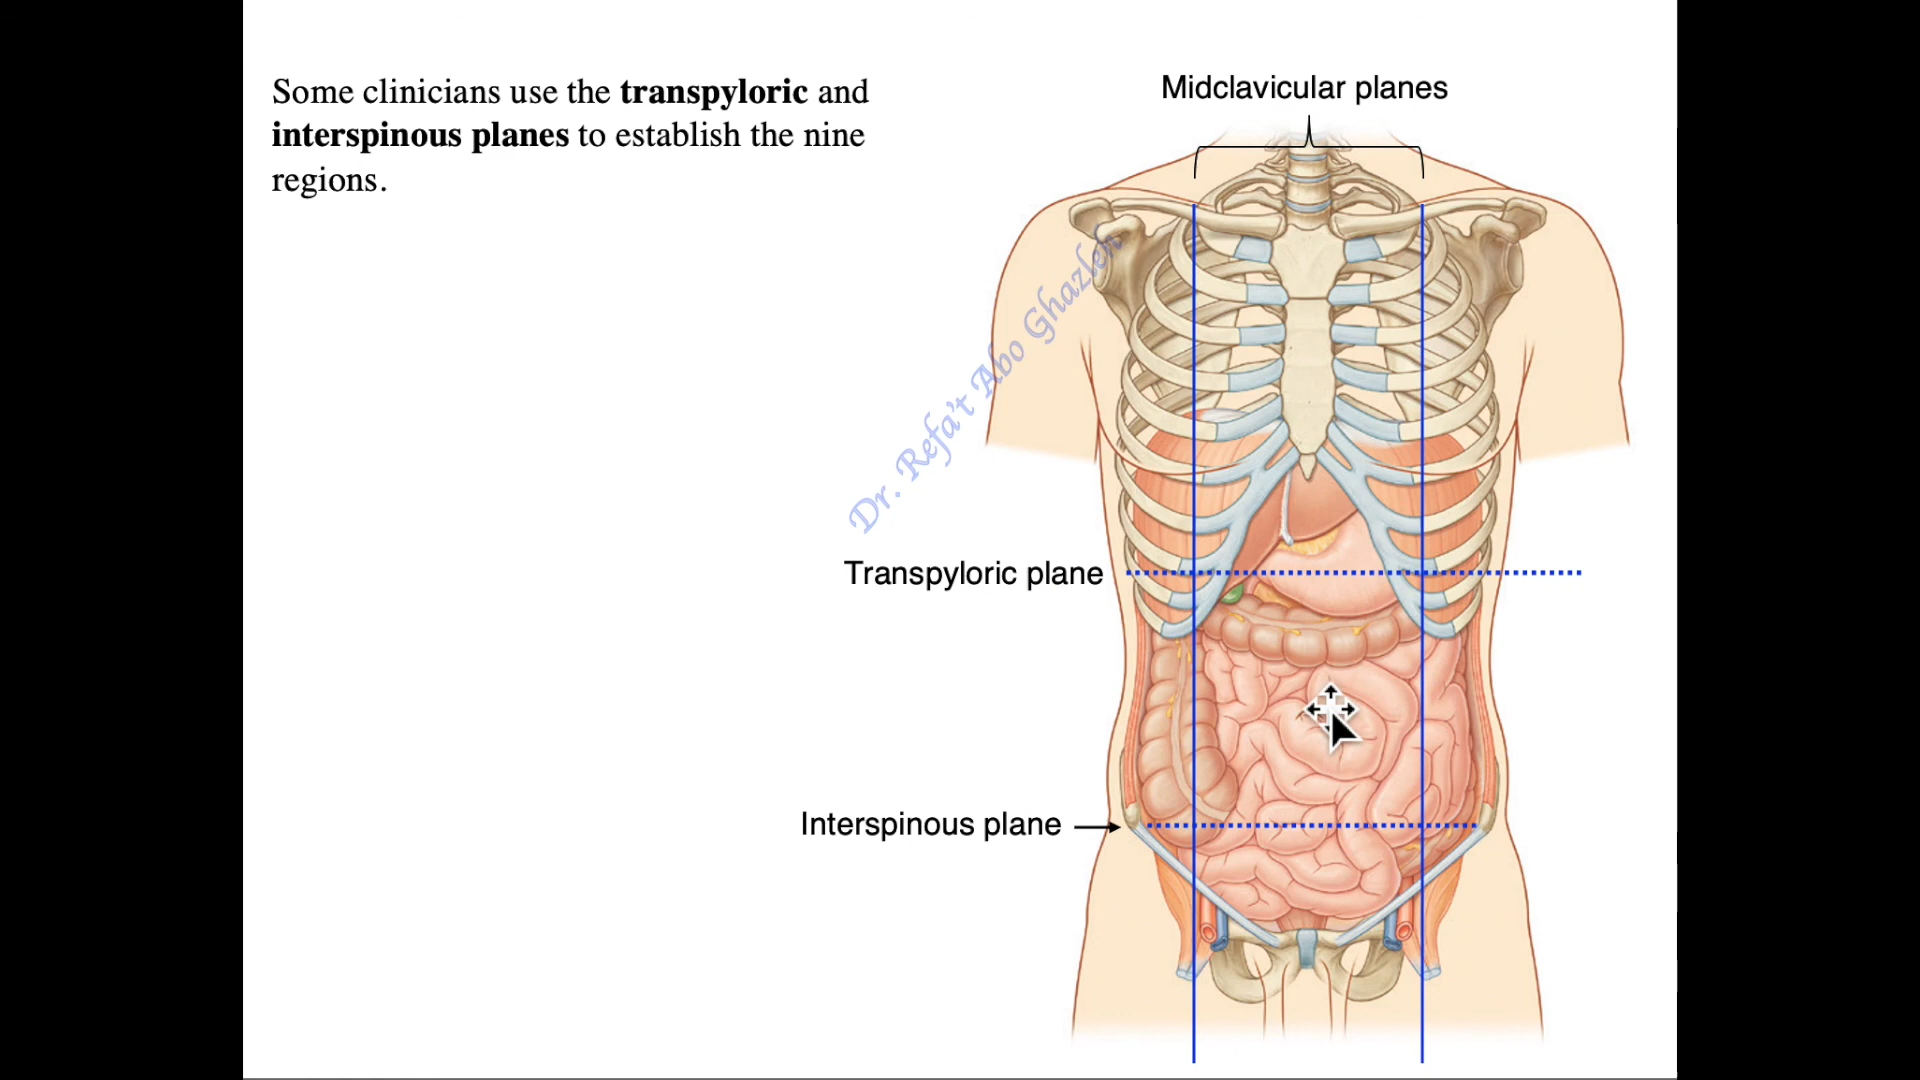 Some clinicians use the transpyloric and
interspinous planes to establish the nine
regions.
Midclavicular planes
Dr. Refa't Abo Ghazleh
Transpyloric plane
Interspinous plane